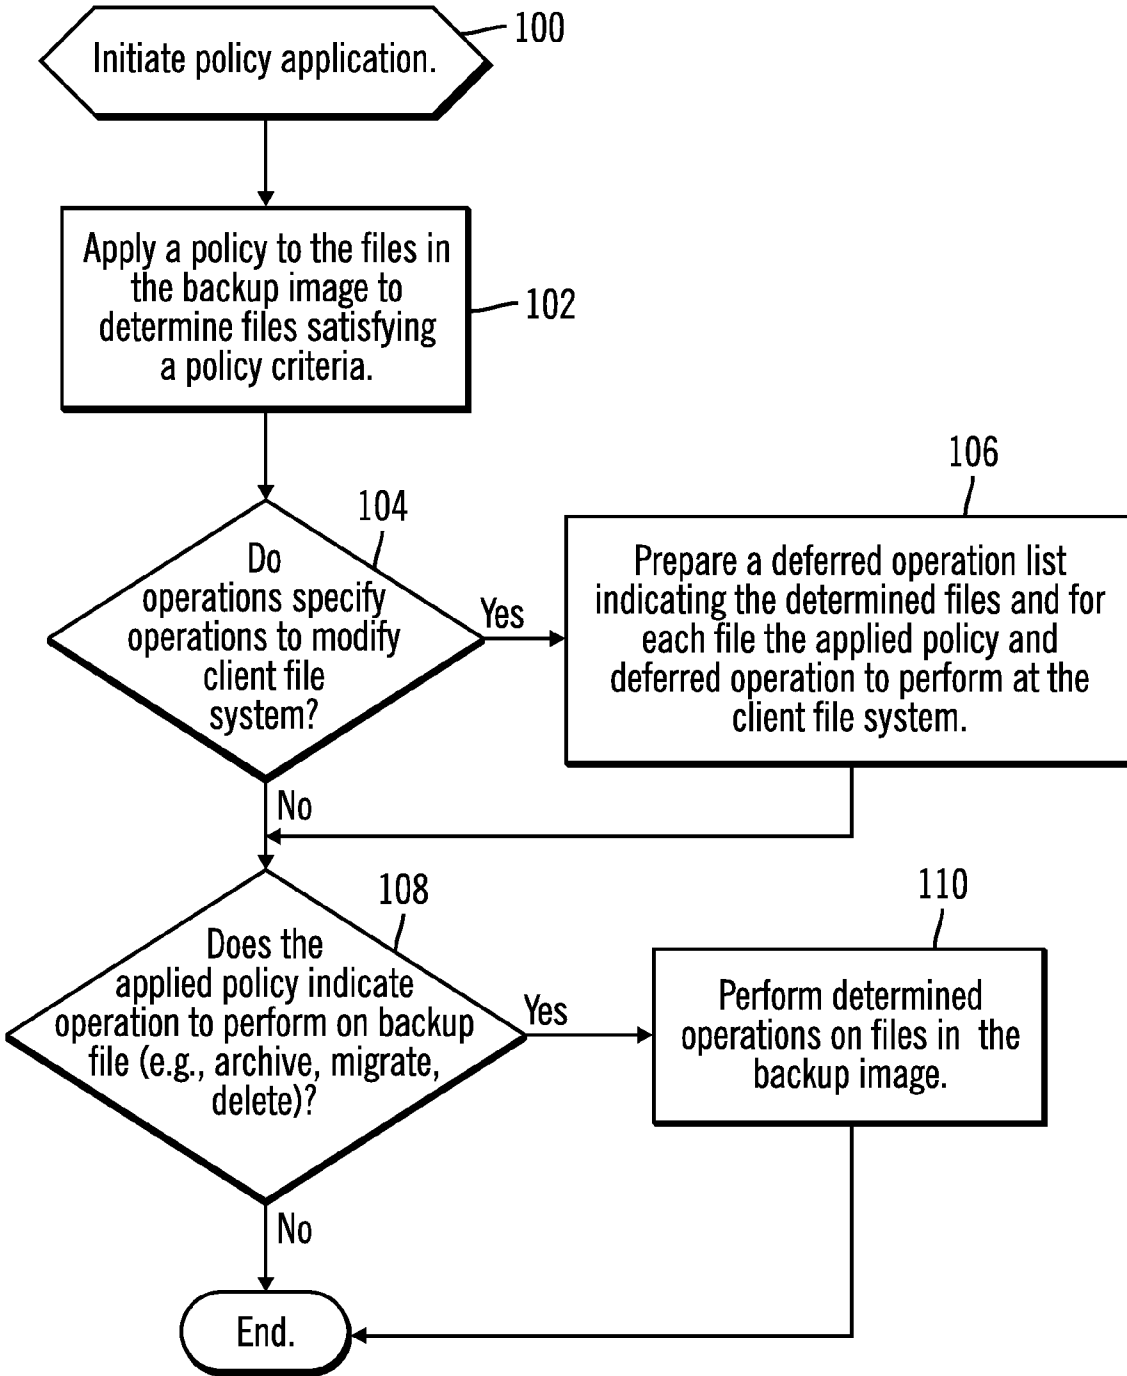 100
Initiate policy application.
Apply a policy to the files in
the backup image to
determine files satisfying
a policy criteria.
102
104
Do
operations specify
operations to modify
client file
system?
Yes
106
Prepare a deferred operation list
indicating the determined files and for
each file the applied policy and
deferred operation to perform at the
client file system.
No
108
Does the
applied policy indicate
operation to perform on backup
file (e.g., archive, migrate,
delete)?
Yes
110
Perform determined
operations on files in the
backup image.
No
End.